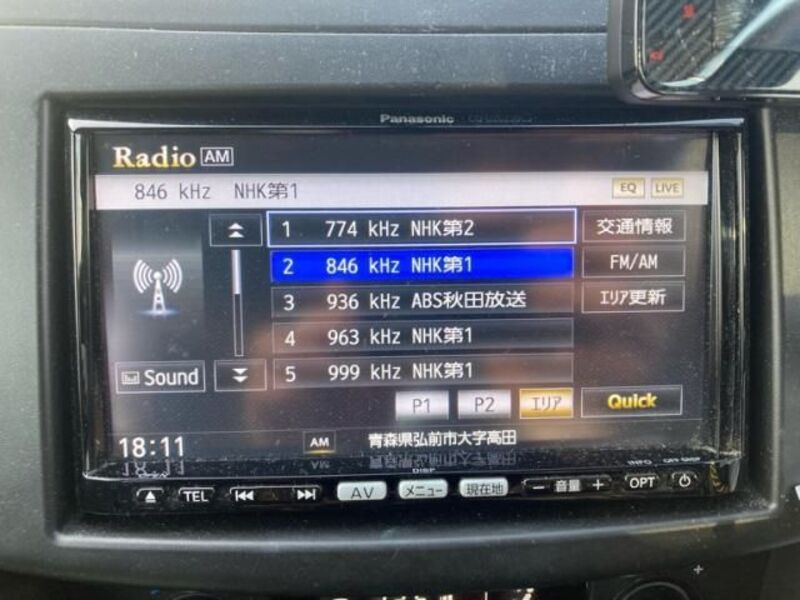 Panasonic
Radio AM
846 kHz NHK第1 EQ LIVE
1 774 kHz NHK第2 交通情報
2 846 kHz NHK第1 FM/AM
3 936 kHz ABS秋田放送 エリア更新
4 963 kHz NHK第1
Sound 5 999 kHz NHK第1
P1 P2 エリア Quick
18:11 AM 青森県弘前市大字高田
DISP INFO OFF DISP
TEL AV メニュー 現在地 − 音量 + OPT